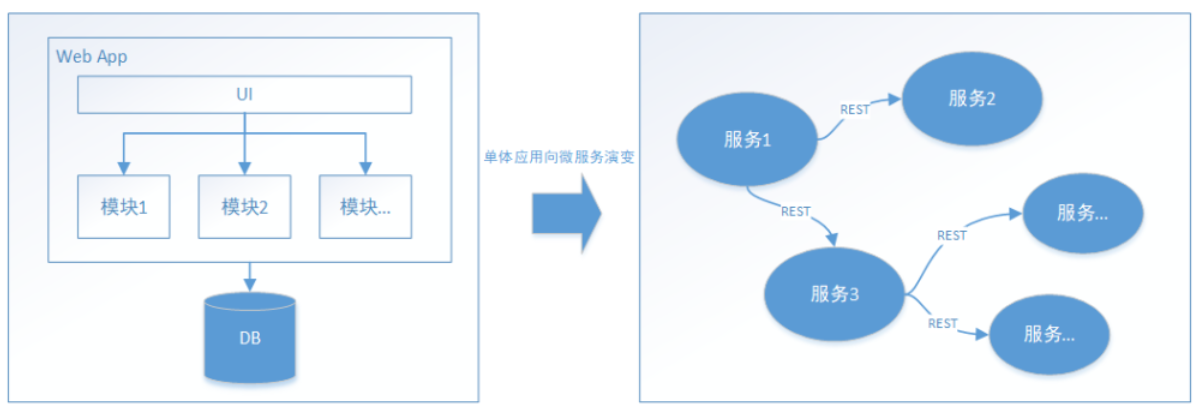 Web App
UI
模块1
模块2
模块...
DB
单体应用向微服务演变
服务1
REST
服务2
REST
服务3
REST
服务...
REST
服务...